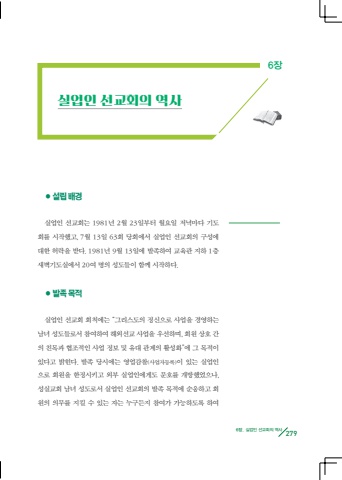 6장
실업인 선교회의 역사
● 설립 배경
실업인 선교회는 1981년 2월 23일부터 월요일 저녁마다 기도
회를 시작했고, 7월 13일 63회 당회에서 실업인 선교회의 구성에
대한 허락을 받다. 1981년 9월 13일에 발족하여 교육관 지하 1층
새벽기도실에서 20여 명의 성도들이 함께 시작하다.
● 발족 목적
실업인 선교회 회칙에는 "그리스도의 정신으로 사업을 경영하는
남녀 성도들로서 참여하여 해외선교 사업을 우선하며, 회원 상호 간
의 친목과 협조적인 사업 정보 및 유대 관계의 활성화"에 그 목적이
있다고 밝힌다. 발족 당시에는 영업감찰(사업자등록)이 있는 실업인
으로 회원을 한정시키고 외부 실업인에게도 문호를 개방했었으나,
성실교회 남녀 성도로서 실업인 선교회의 발족 목적에 순응하고 회
원의 의무를 지킬 수 있는 자는 누구든지 참여가 가능하도록 하여
6장. 실업인 선교회의 역사
279